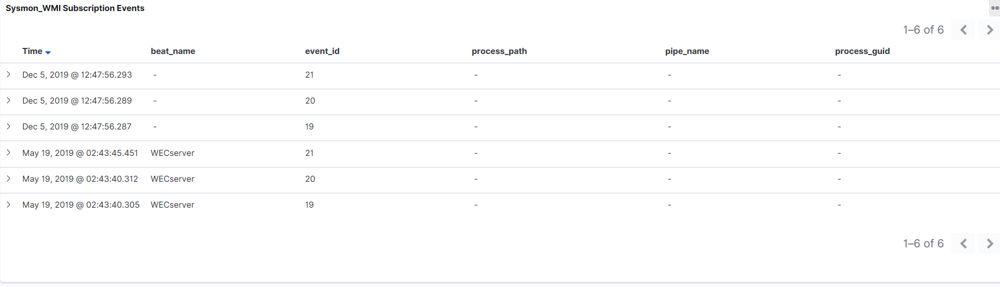 Sysmon_WMI Subscription Events
1–6 of 6
Time beat_name event_id process_path pipe_name process_guid
Dec 5, 2019 @ 12:47:56.293 - 21 - - -
Dec 5, 2019 @ 12:47:56.289 - 20 - - -
Dec 5, 2019 @ 12:47:56.287 - 19 - - -
May 19, 2019 @ 02:43:45.451 WECserver 21 - - -
May 19, 2019 @ 02:43:40.312 WECserver 20 - - -
May 19, 2019 @ 02:43:40.305 WECserver 19 - - -
1–6 of 6